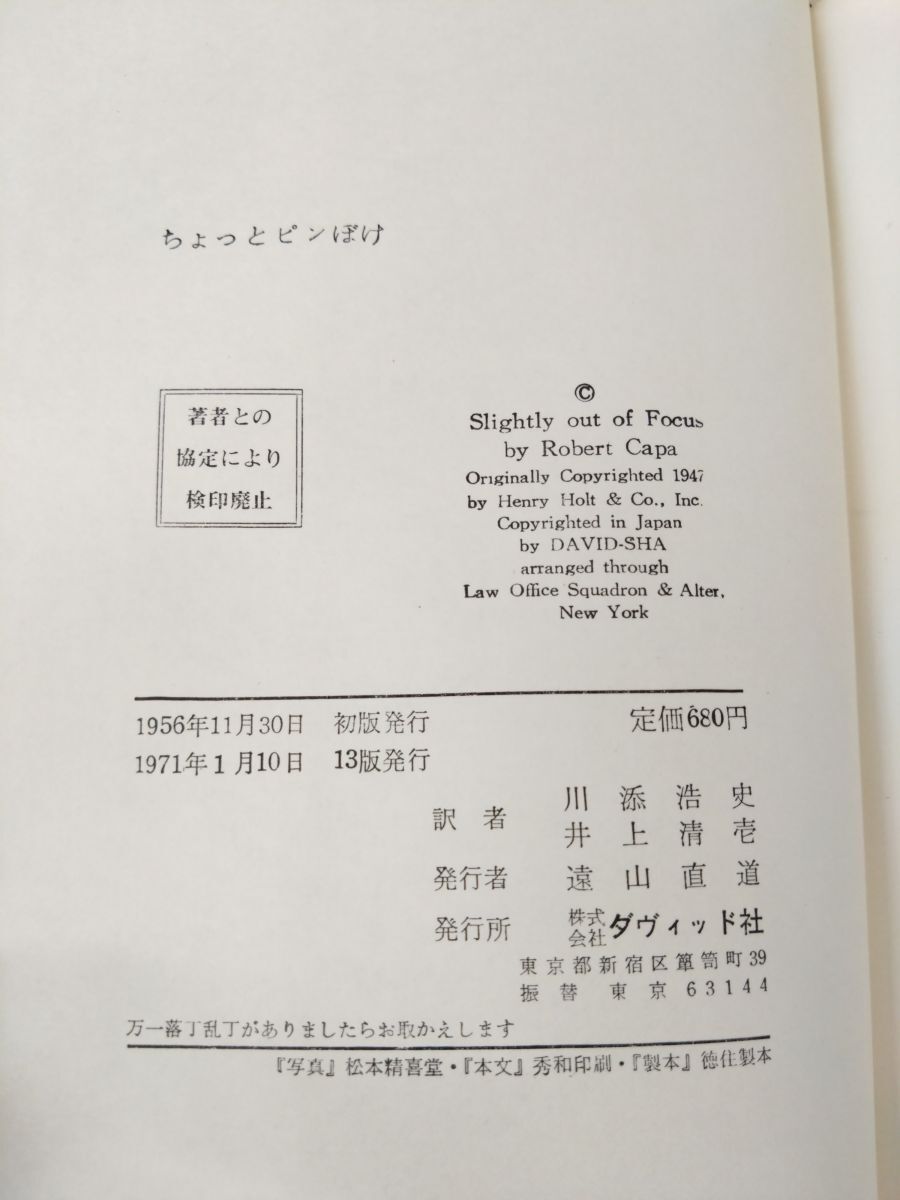 ちょっとピンぼけ
著者との
協定により
検印廃止
©
Slightly out of Focus
by Robert Capa
Originally Copyrighted 1947
by Henry Holt & Co., Inc.
Copyrighted in Japan
by DAVID-SHA
arranged through
Law Office Squadron & Alter,
New York
1956年11月30日 初版発行 定価680円
1971年1月10日 13版発行
訳者 川添浩史
井上清壱
発行者 遠山直道
発行所 株式会社ダヴィッド社
東京都新宿区簞笥町39
振替 東京 63144
万一落丁乱丁がありましたらお取かえします
『写真』松本精喜堂・『本文』秀和印刷・『製本』徳住製本